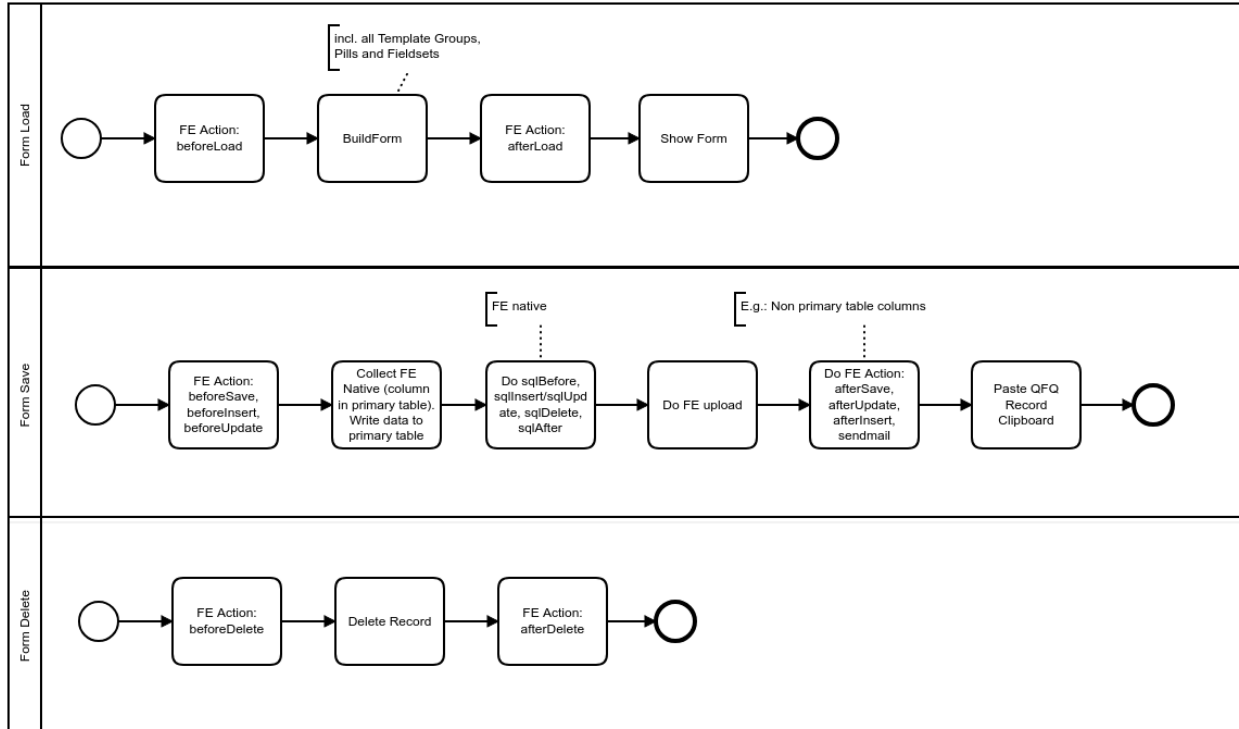 Form Load
incl. all Template Groups,
Pills and Fieldsets
FE Action:
beforeLoad
BuildForm
FE Action:
afterLoad
Show Form
Form Save
FE native
E.g.: Non primary table columns
FE Action:
beforeSave,
beforeInsert,
beforeUpdate
Collect FE
Native (column
in primary table).
Write data to
primary table
Do sqlBefore,
sqlInsert/sqlUpd
ate, sqlDelete,
sqlAfter
Do FE upload
Do FE Action:
afterSave,
afterUpdate,
afterInsert,
sendmail
Paste QFQ
Record
Clipboard
Form Delete
FE Action:
beforeDelete
Delete Record
FE Action:
afterDelete